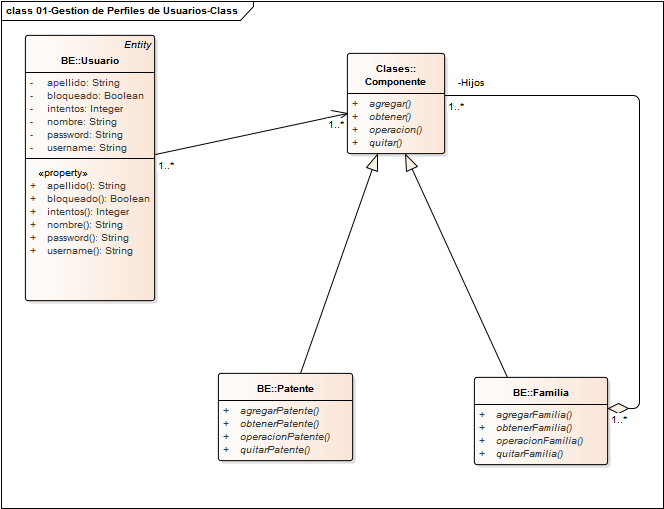 class 01-Gestion de Perfiles de Usuarios-Class
Entity
BE::Usuario
- apellido: String
- bloqueado: Boolean
- intentos: Integer
- nombre: String
- password: String
- username: String
«property»
+ apellido(): String
+ bloqueado(): Boolean
+ intentos(): Integer
+ nombre(): String
+ password(): String
+ username(): String
1..*
1..*
Clases::
Componente
+ agregar()
+ obtener()
+ operacion()
+ quitar()
-Hijos
1..*
BE::Patente
+ agregarPatente()
+ obtenerPatente()
+ operacionPatente()
+ quitarPatente()
BE::Familia
+ agregarFamilia()
+ obtenerFamilia()
+ operacionFamilia()
+ quitarFamilia()
1..*